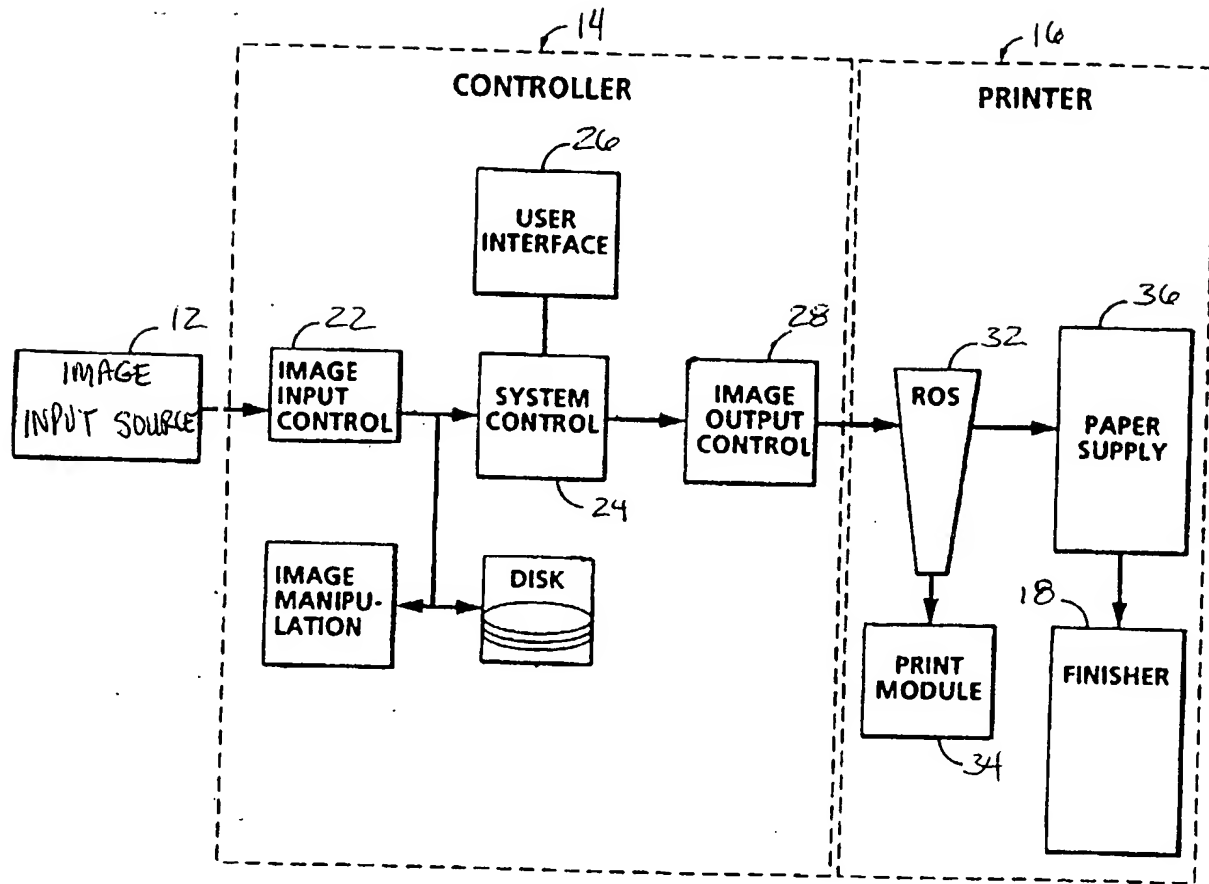 14
16
CONTROLLER
PRINTER
26
USER
INTERFACE
12
IMAGE
INPUT SOURCE
22
IMAGE
INPUT
CONTROL
SYSTEM
CONTROL
24
28
IMAGE
OUTPUT
CONTROL
32
ROS
36
PAPER
SUPPLY
IMAGE
MANIPU-
LATION
DISK
PRINT
MODULE
34
18
FINISHER